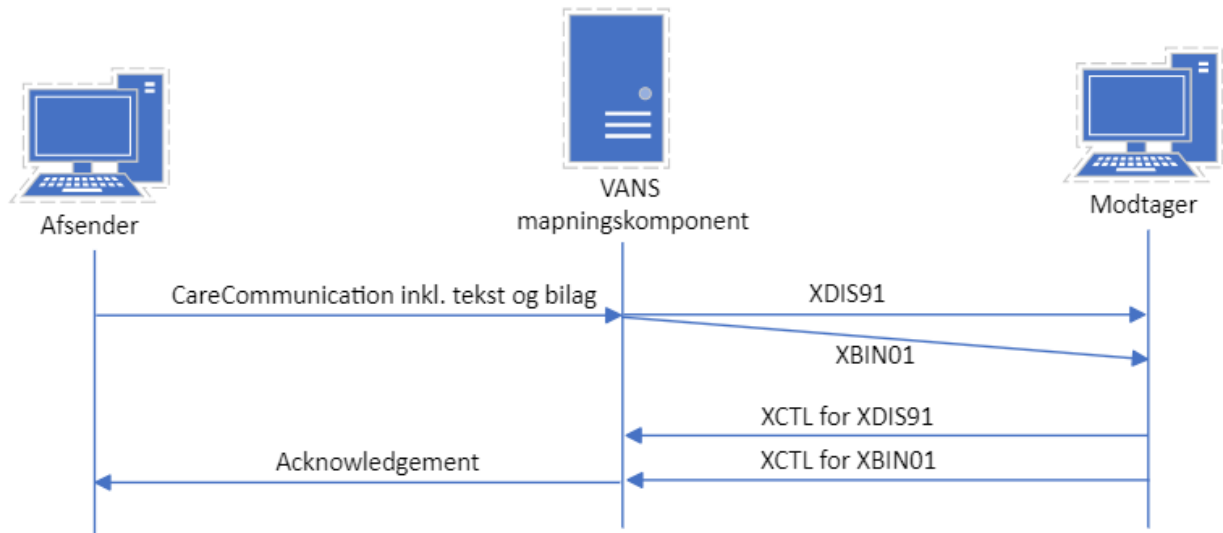 Afsender
VANS
mapningskomponent
Modtager
CareCommunication inkl. tekst og bilag
XDIS91
XBIN01
XCTL for XDIS91
Acknowledgement
XCTL for XBIN01